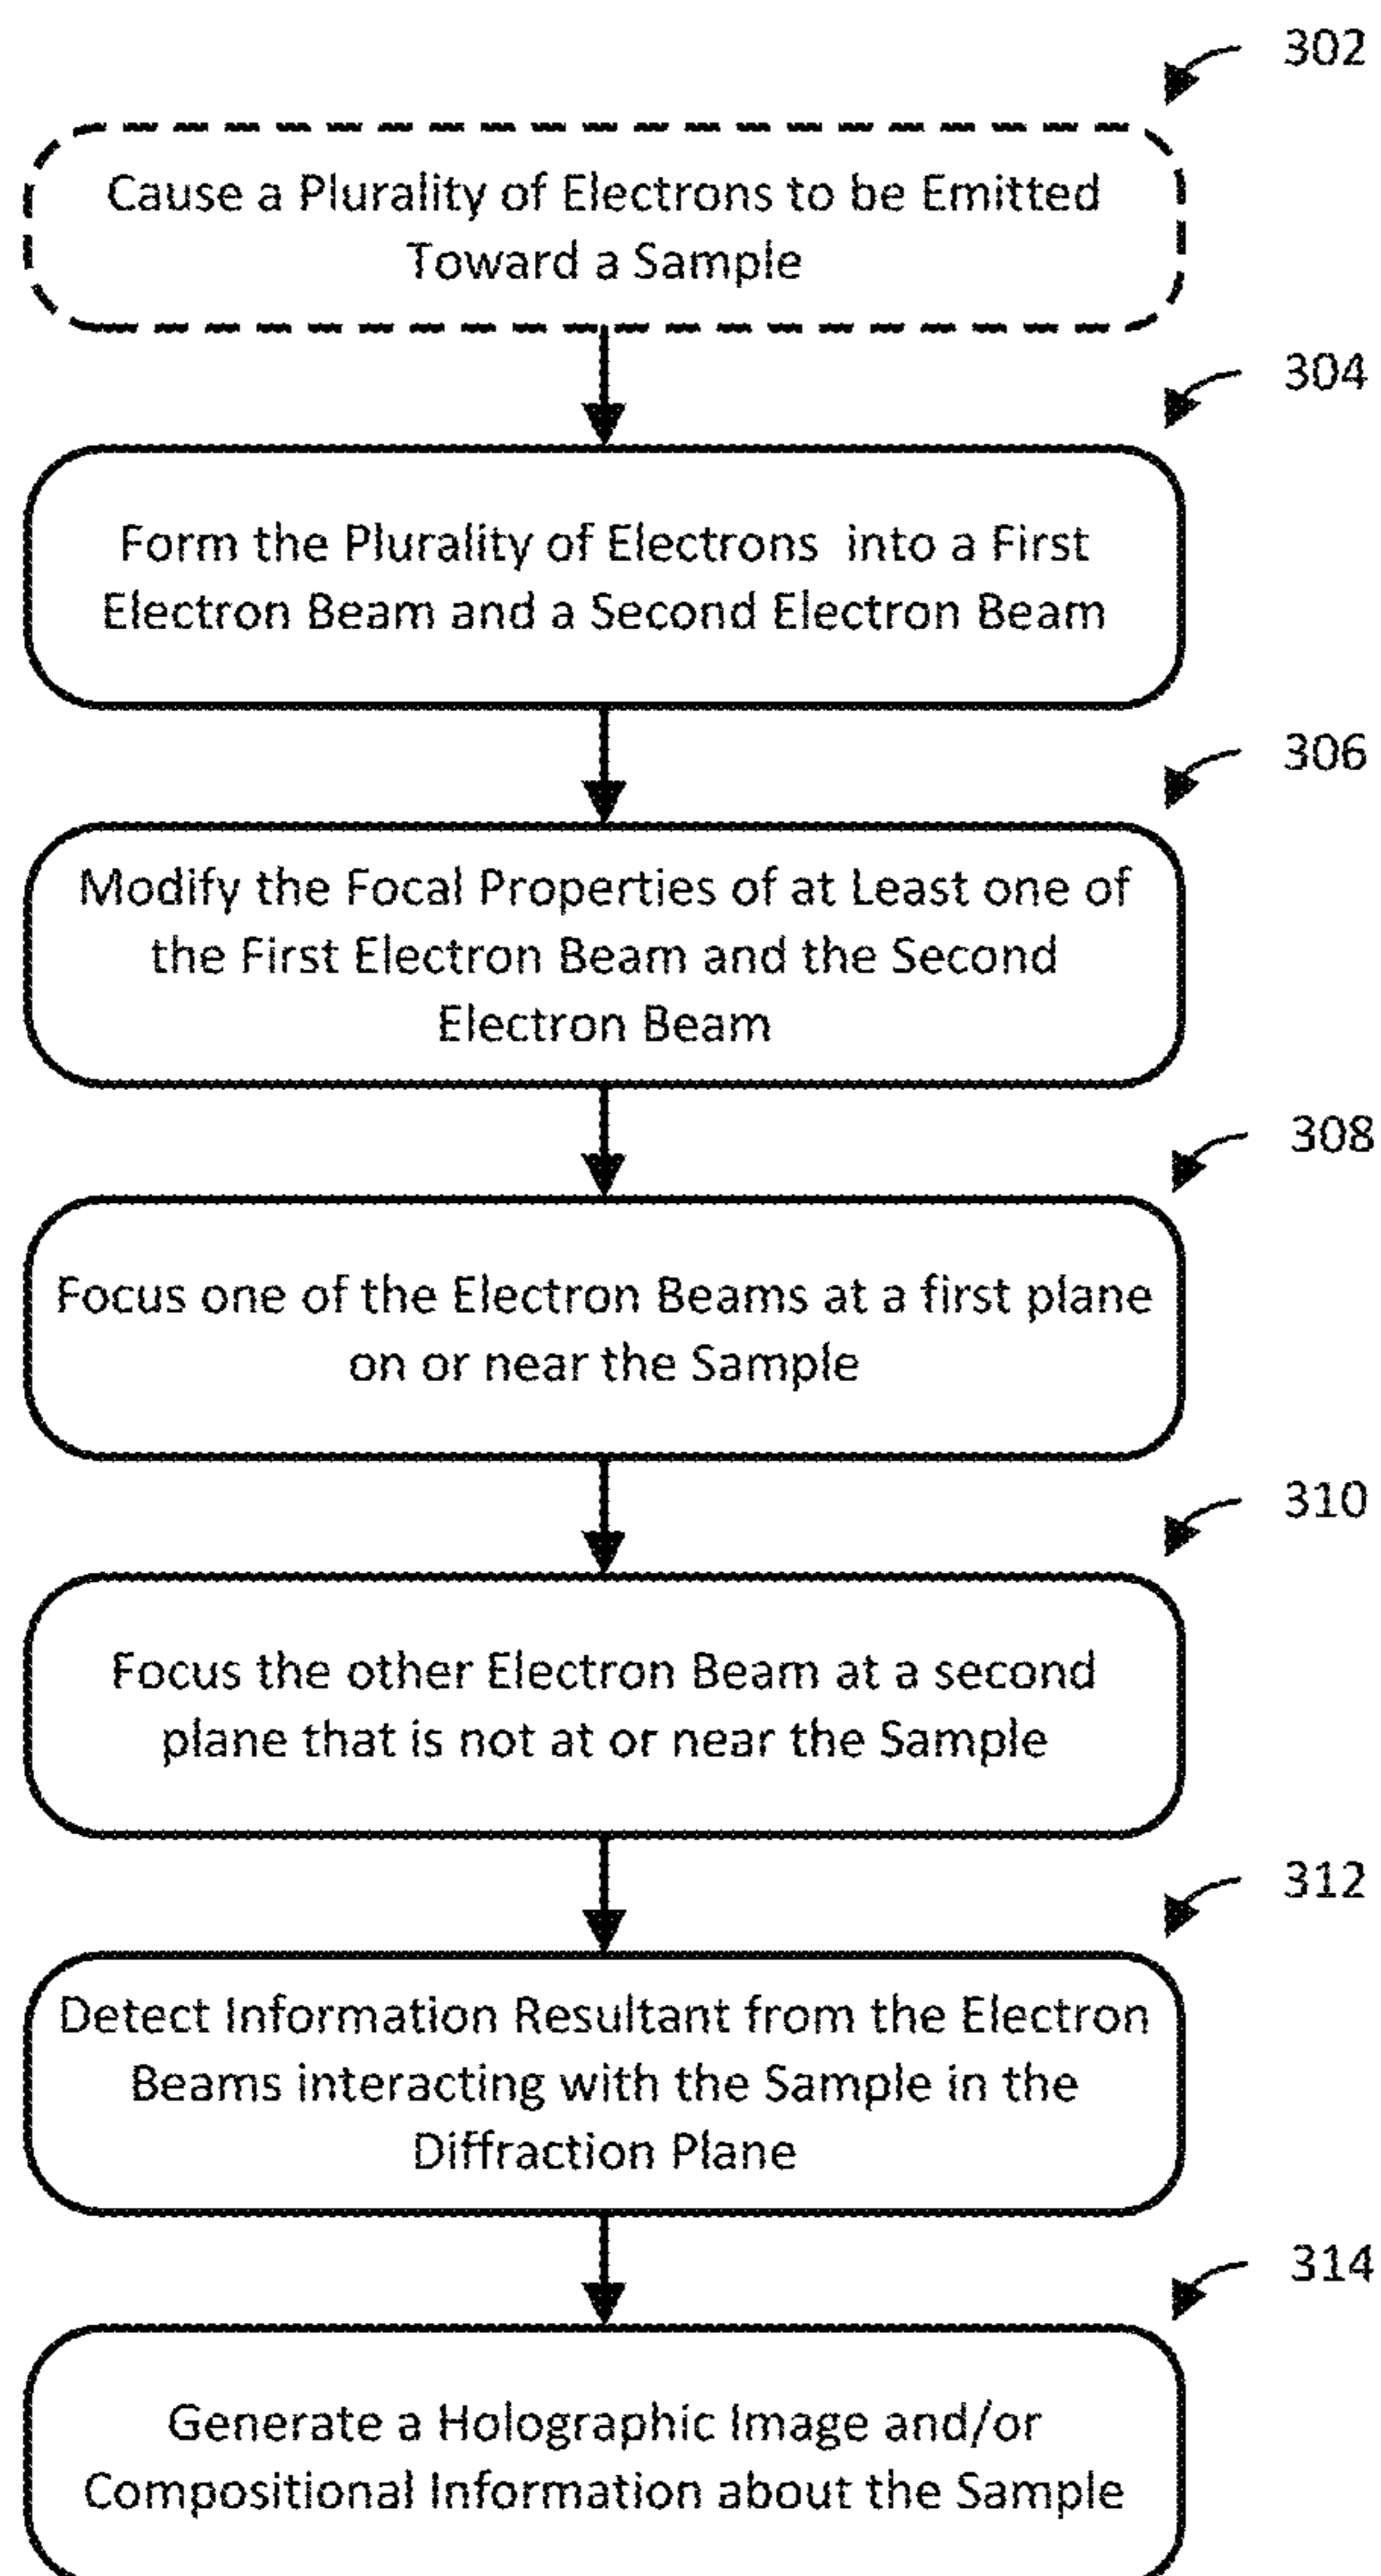 302
Cause a Plurality of Electrons to be Emitted
Toward a Sample
304
Form the Plurality of Electrons into a First
Electron Beam and a Second Electron Beam
306
Modify the Focal Properties of at Least one of
the First Electron Beam and the Second
Electron Beam
308
Focus one of the Electron Beams at a first plane
on or near the Sample
310
Focus the other Electron Beam at a second
plane that is not at or near the Sample
312
Detect Information Resultant from the Electron
Beams interacting with the Sample in the
Diffraction Plane
314
Generate a Holographic Image and/or
Compositional Information about the Sample